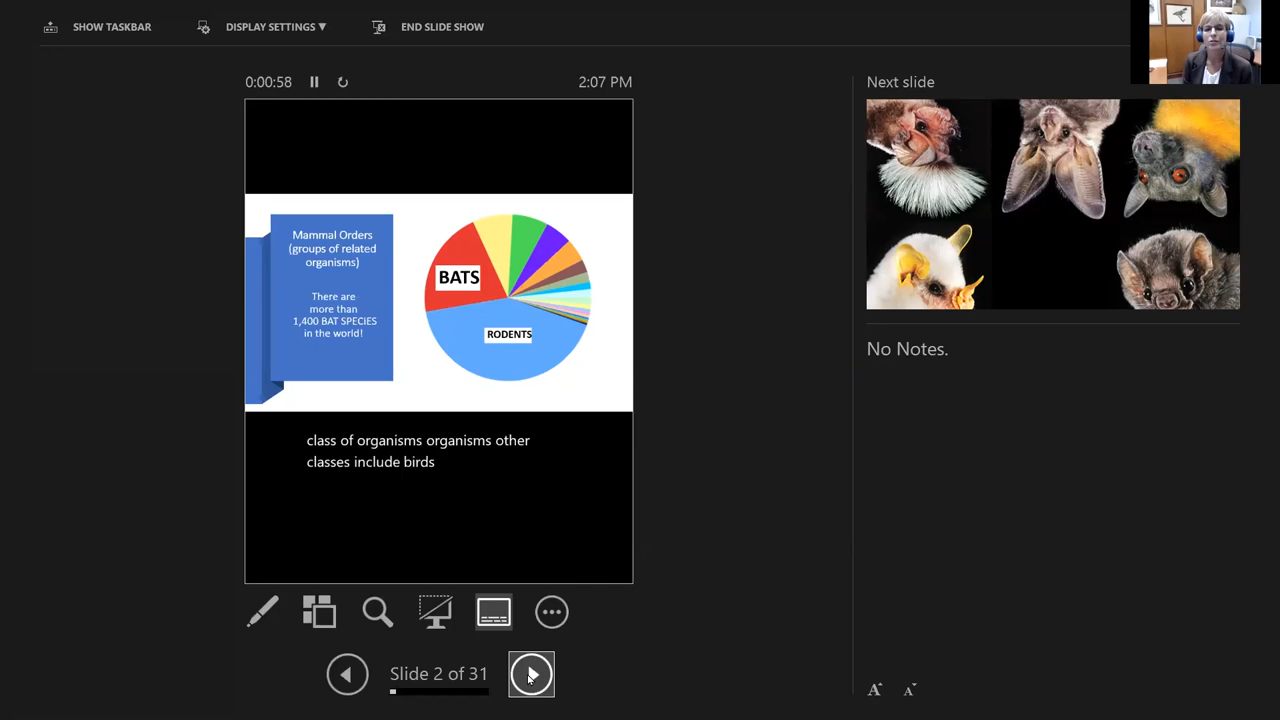 SHOW TASKBAR
DISPLAY SETTINGS ▼
END SLIDE SHOW
0:00:58
2:07 PM
Next slide
Mammal Orders
(groups of related
organisms)
There are
more than
1,400 BAT SPECIES
in the world!
BATS
RODENTS
No Notes.
class of organisms organisms other
classes include birds
Slide 2 of 31
A
A